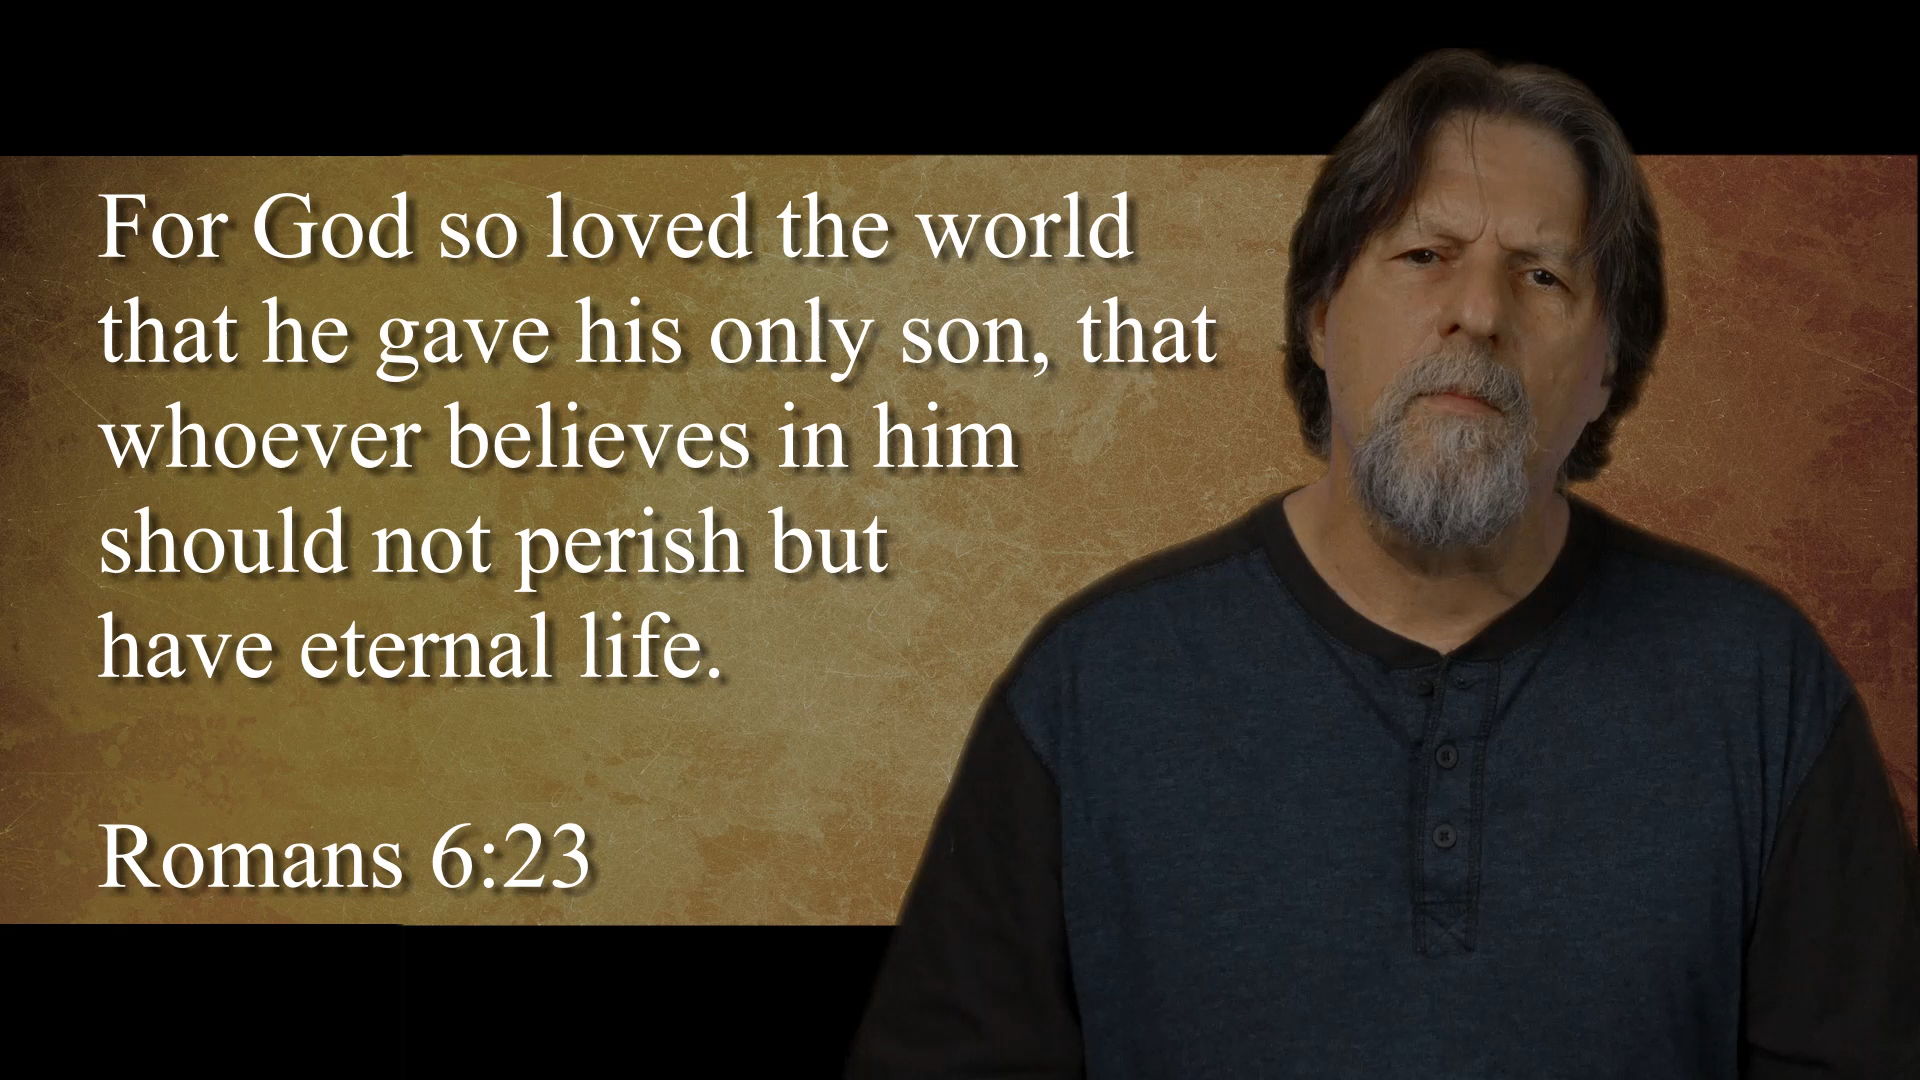 For God so loved the world
that he gave his only son, that
whoever believes in him
should not perish but
have eternal life.
Romans 6:23